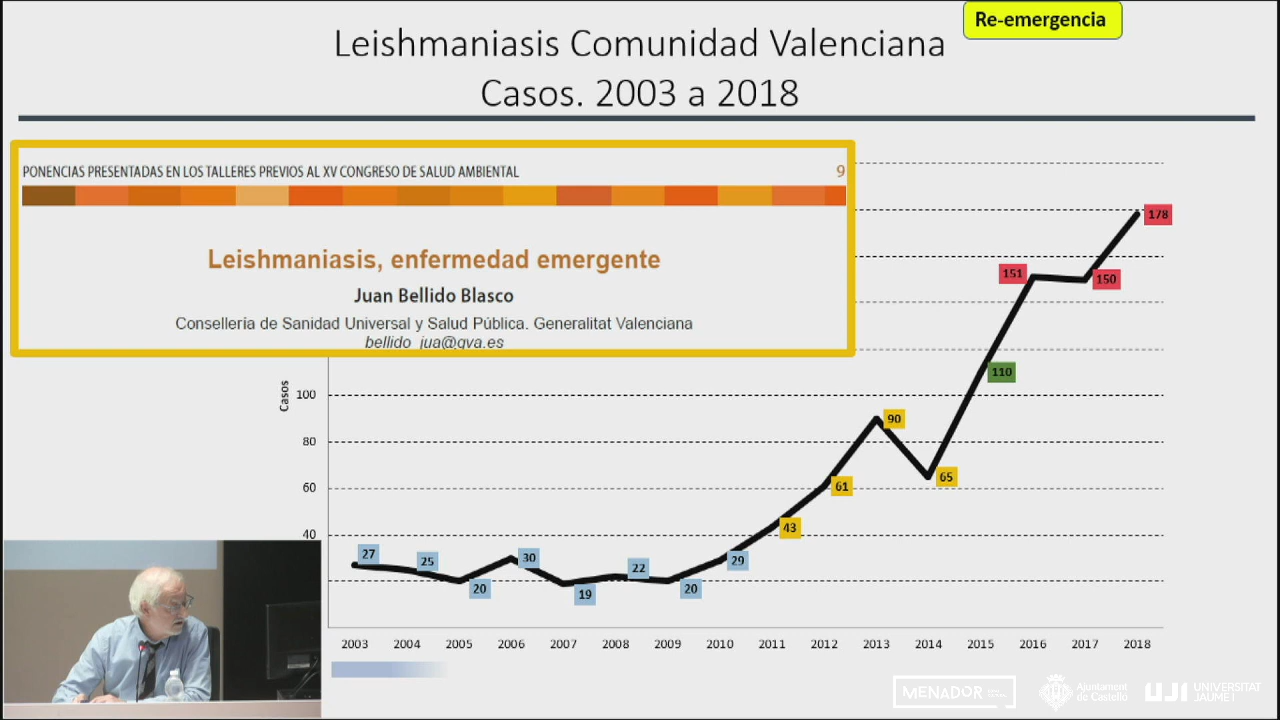 Re-emergencia
Leishmaniasis Comunidad Valenciana
Casos. 2003 a 2018
PONENCIAS PRESENTADAS EN LOS TALLERES PREVIOS AL XV CONGRESO DE SALUD AMBIENTAL 9
Leishmaniasis, enfermedad emergente
Juan Bellido Blasco
Consellería de Sanidad Universal y Salud Pública. Generalitat Valenciana
bellido_jua@gva.es
178
151
150
110
Casos
100
90
80
61
65
60
43
40
27
25
20
30
19
22
20
29
2003 2004 2005 2006 2007 2008 2009 2010 2011 2012 2013 2014 2015 2016 2017 2018
MENADOR
Ajuntament
de Castelló
UJI UNIVERSITAT
JAUME I